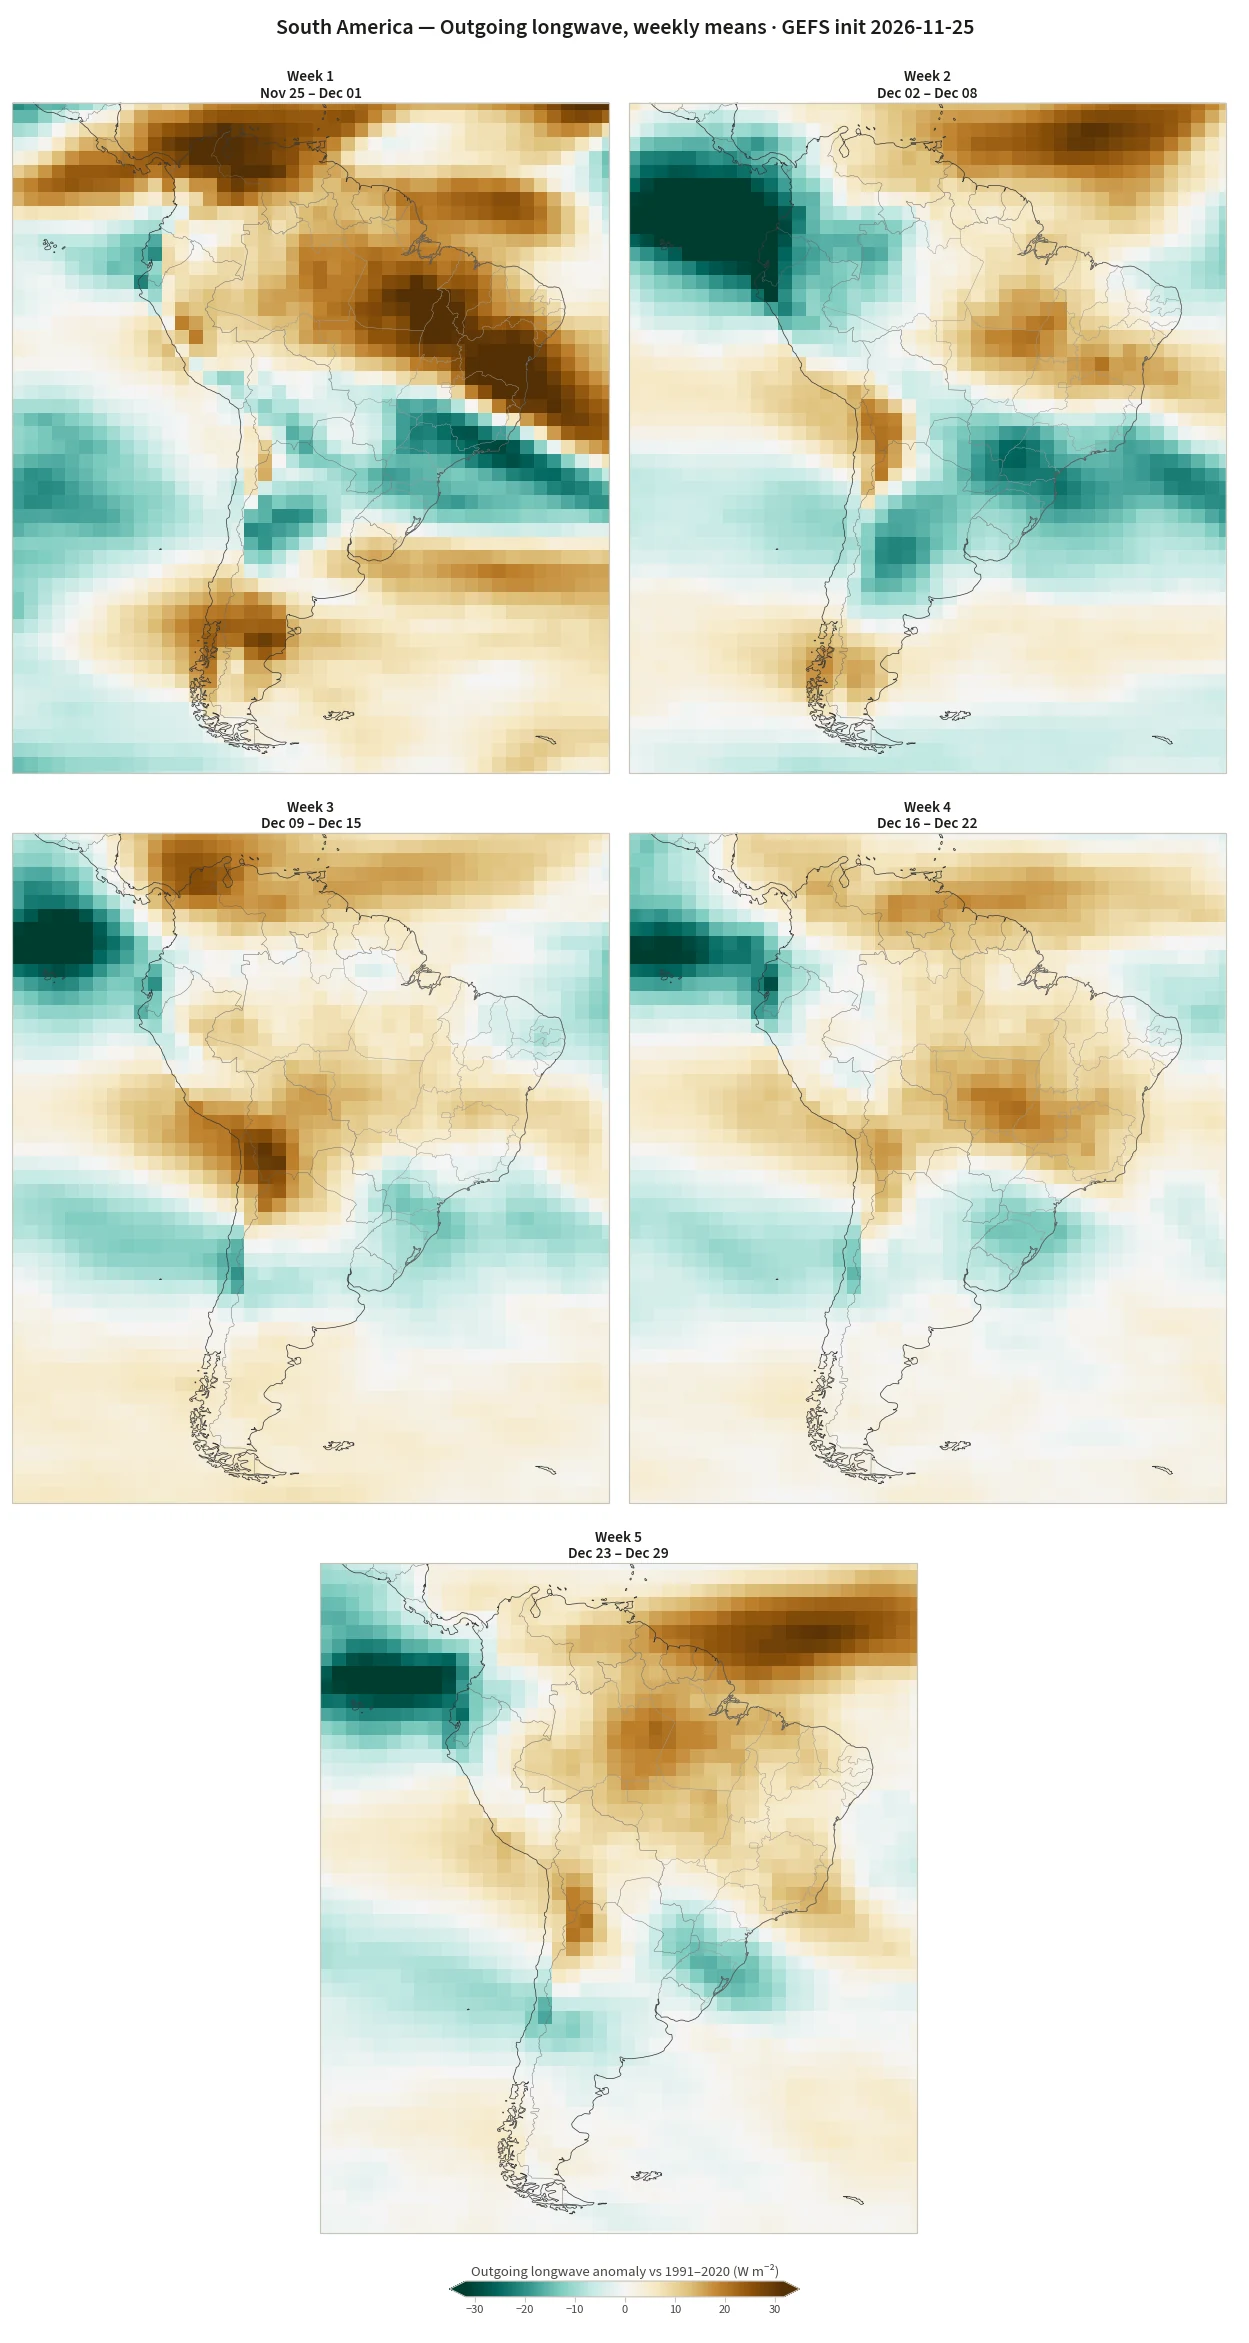 South America — Outgoing longwave, weekly means · GEFS init 2026-11-25
Week 1
Nov 25 – Dec 01
Week 2
Dec 02 – Dec 08
Week 3
Dec 09 – Dec 15
Week 4
Dec 16 – Dec 22
Week 5
Dec 23 – Dec 29
Outgoing longwave anomaly vs 1991–2020 (W m⁻²)
−30 −20 −10 0 10 20 30